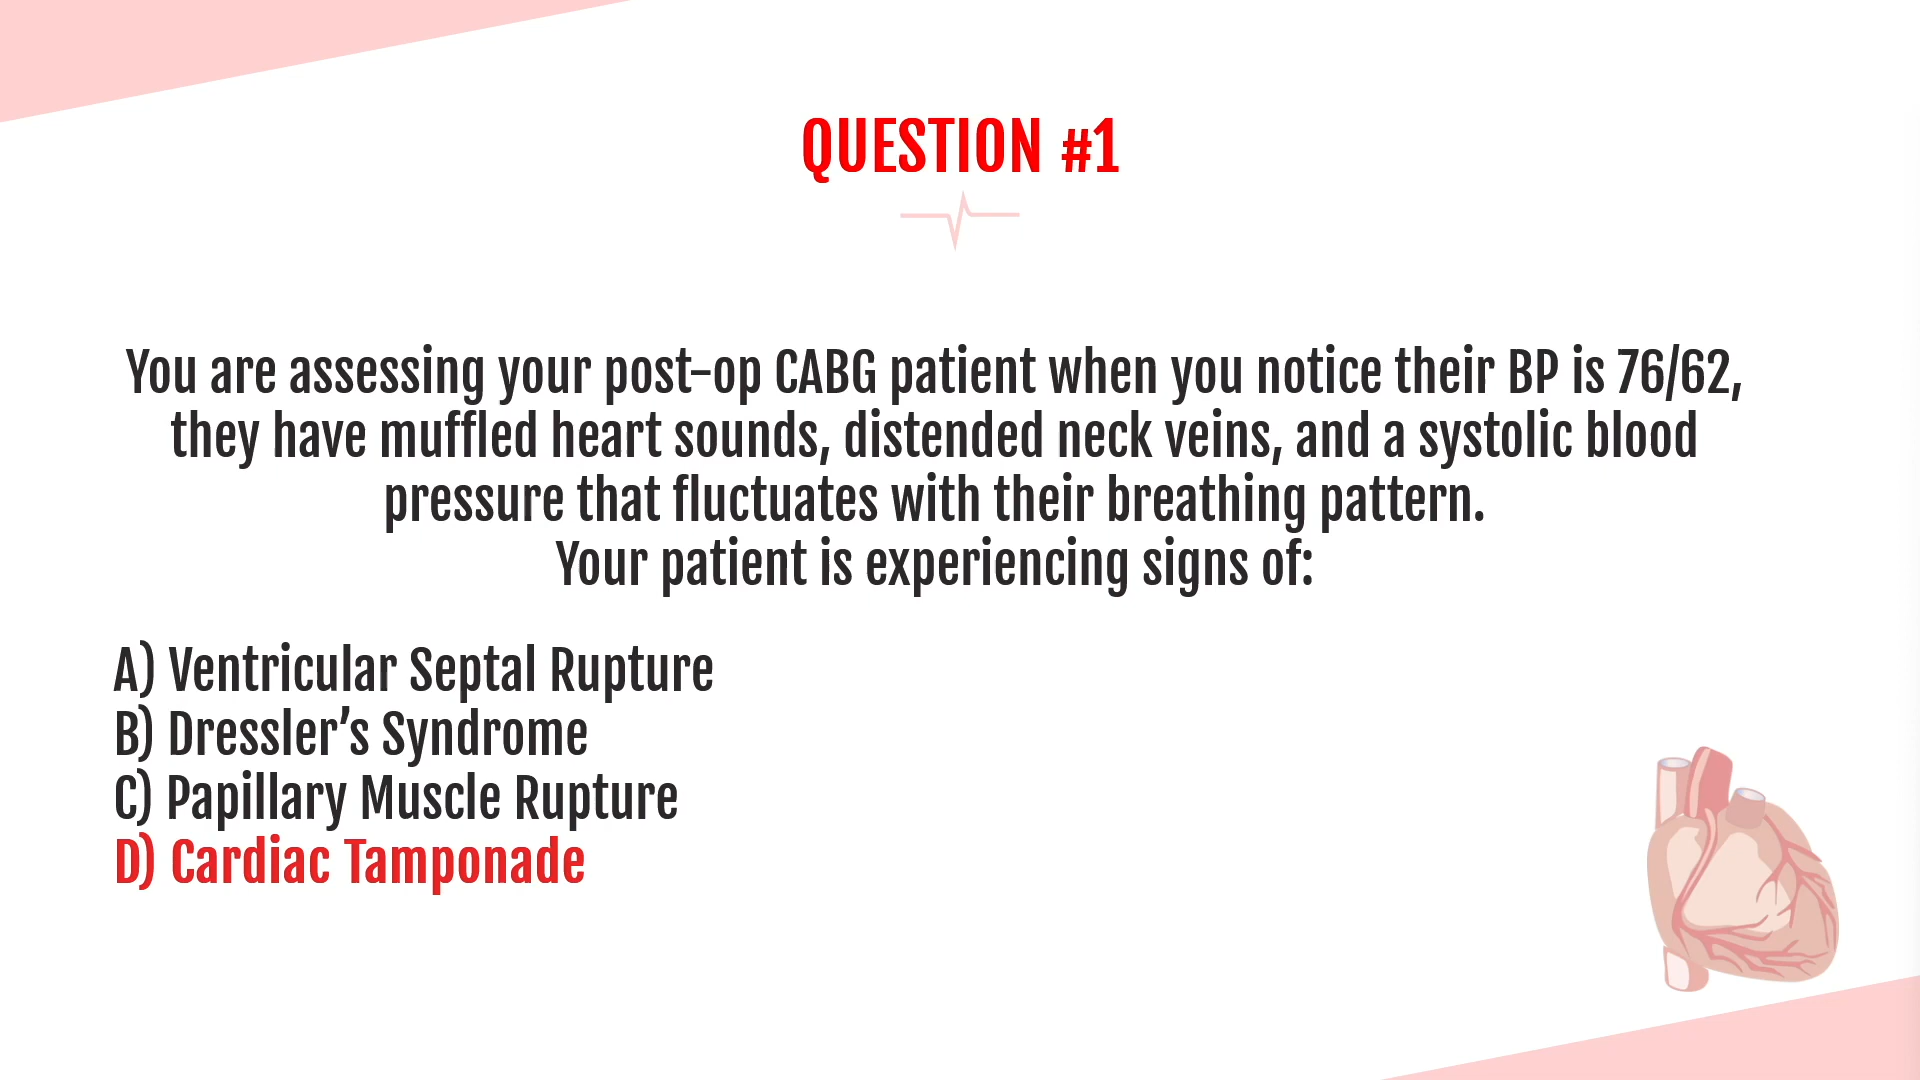 QUESTION #1
You are assessing your post-op CABG patient when you notice their BP is 76/62,
they have muffled heart sounds, distended neck veins, and a systolic blood
pressure that fluctuates with their breathing pattern.
Your patient is experiencing signs of:
A) Ventricular Septal Rupture
B) Dressler’s Syndrome
C) Papillary Muscle Rupture
D) Cardiac Tamponade